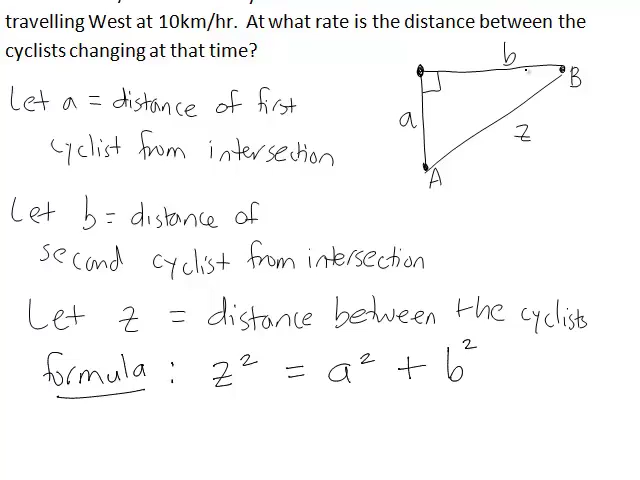 travelling West at 10km/hr.  At what rate is the distance between the
cyclists changing at that time?
b
B
Let a = distance of first
a
z
cyclist from intersection
A
Let b = distance of
second cyclist from intersection
Let z = distance between the cyclists
formula : z² = a² + b²